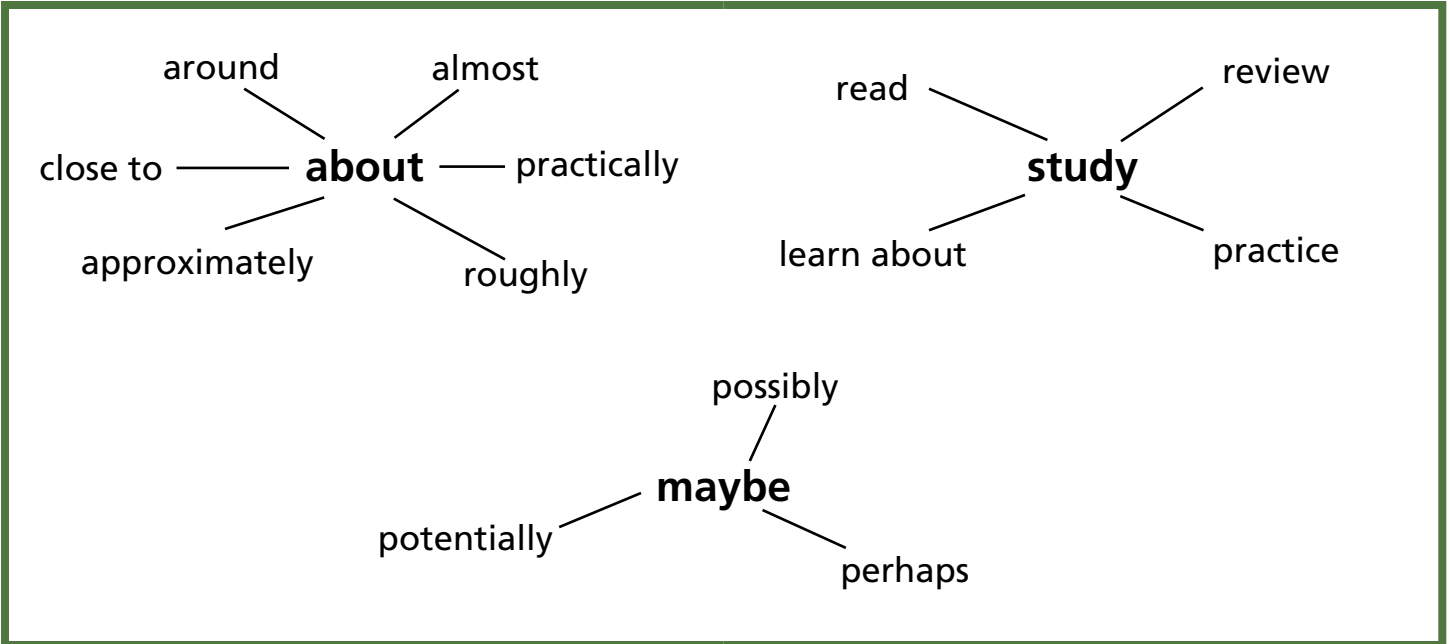 around
almost
close to
about
practically
approximately
roughly
read
review
study
learn about
practice
possibly
maybe
potentially
perhaps